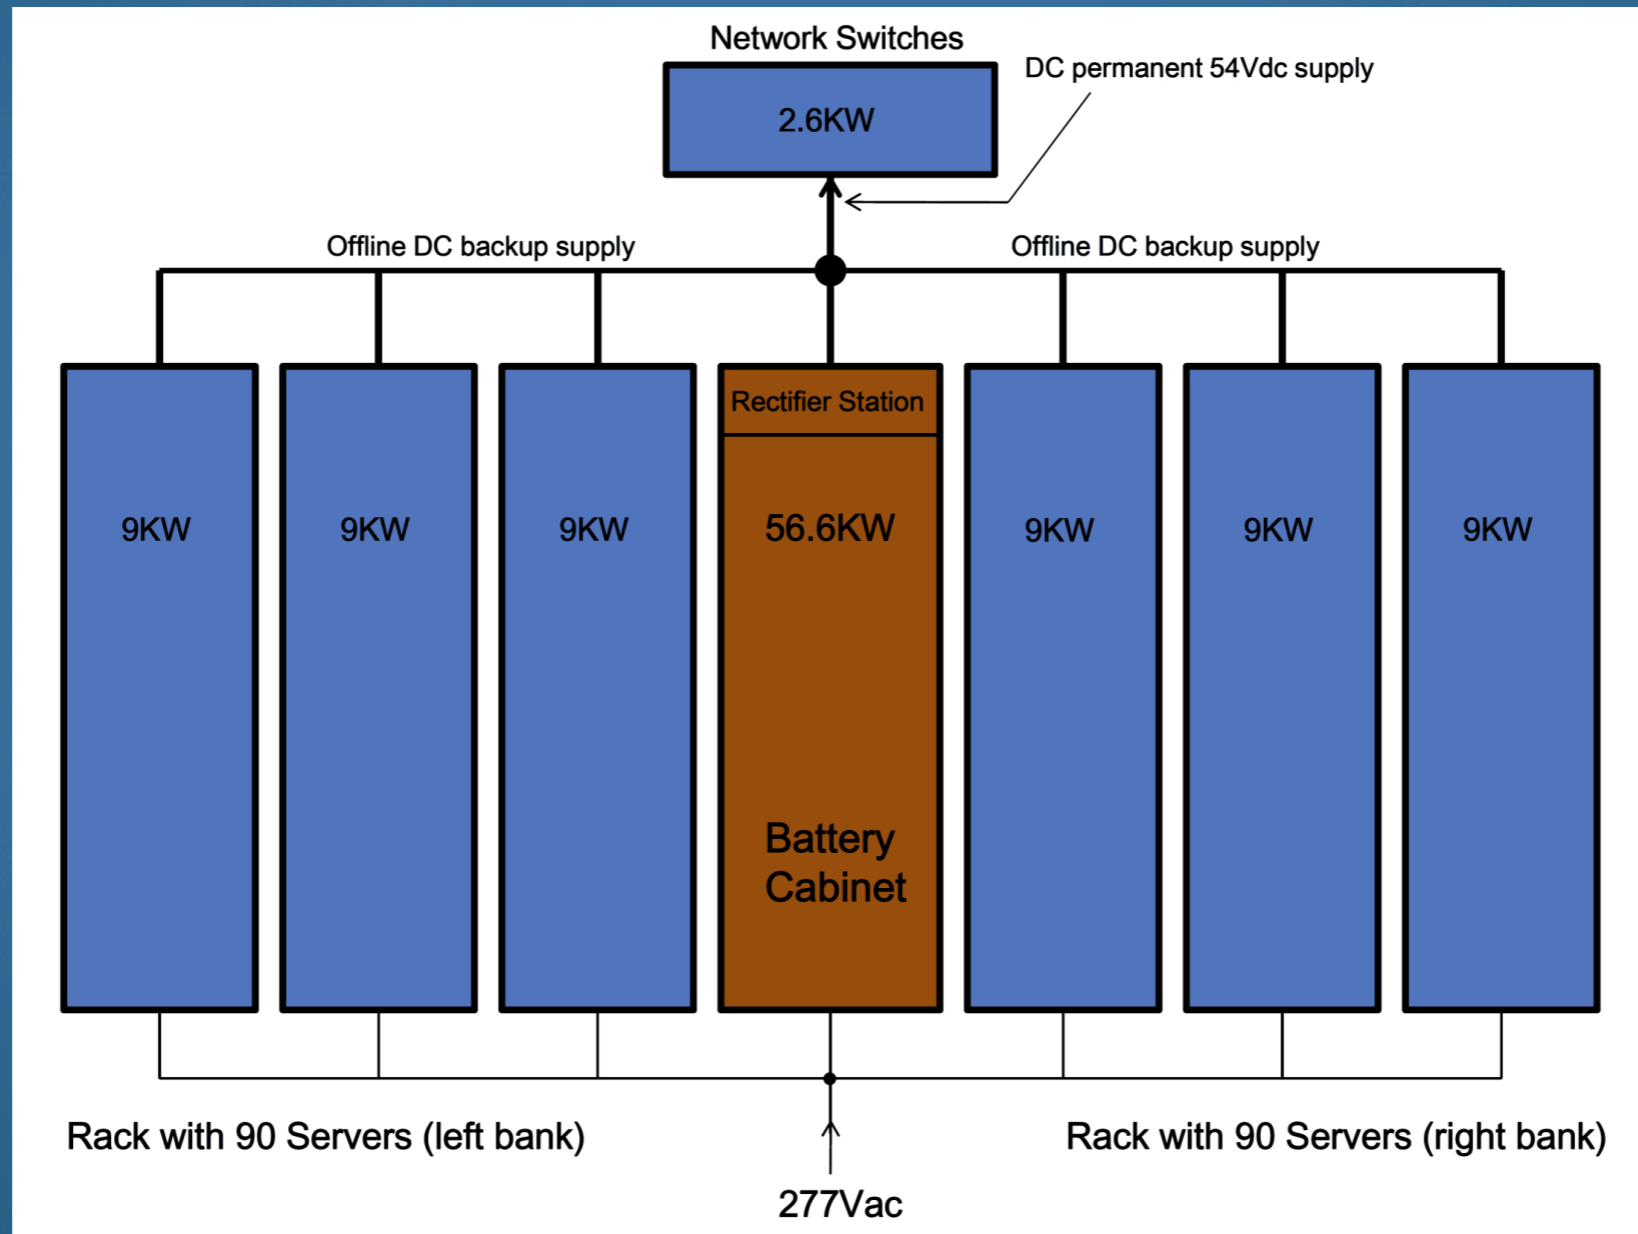 Network Switches
DC permanent 54Vdc supply
2.6KW
Offline DC backup supply
Offline DC backup supply
Rectifier Station
9KW
9KW
9KW
56.6KW
9KW
9KW
9KW
Battery
Cabinet
Rack with 90 Servers (left bank)
Rack with 90 Servers (right bank)
277Vac